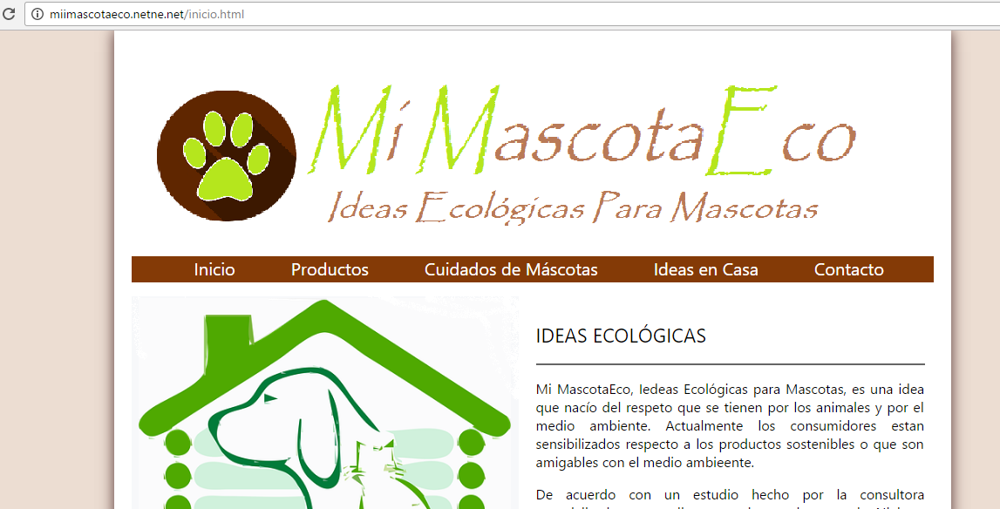 miimascotaeco.netne.net/inicio.html
Mi MascotaEco
Ideas Ecológicas Para Mascotas
Inicio Productos Cuidados de Máscotas Ideas en Casa Contacto
IDEAS ECOLÓGICAS
Mi MascotaEco, Iedeas Ecológicas para Mascotas, es una idea
que nacío del respeto que se tienen por los animales y por el
medio ambiente. Actualmente los consumidores estan
sensibilizados respecto a los productos sostenibles o que son
amigables con el medio ambieente.
De acuerdo con un estudio hecho por la consultora